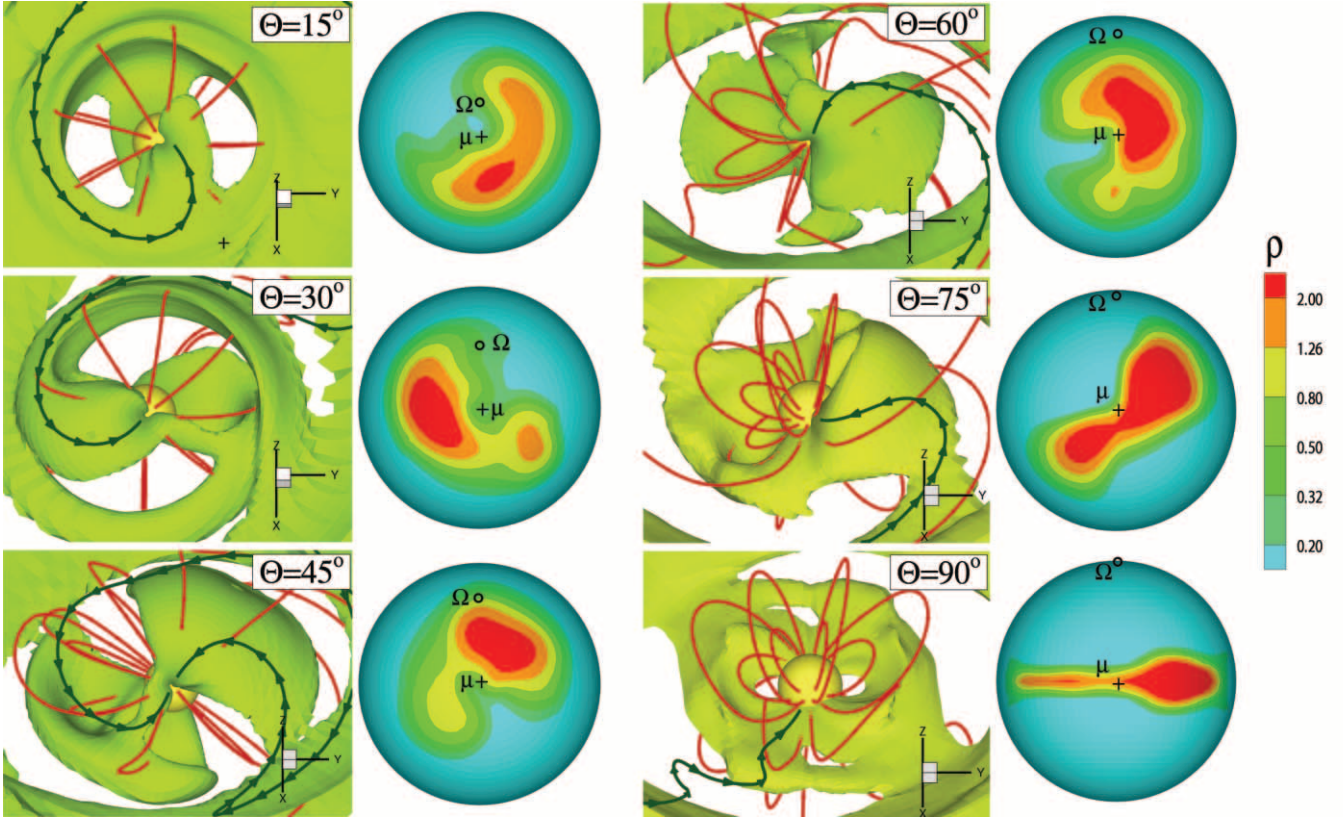 Θ=15°
Z
Y
X
Ω
μ
Θ=60°
Z
Y
X
Ω
μ
Θ=30°
Z
Y
X
Ω
μ
Θ=75°
Z
Y
X
Ω
μ
Θ=45°
Z
Y
X
Ω
μ
Θ=90°
Z
Y
X
Ω
μ
ρ
2.00
1.26
0.80
0.50
0.32
0.20